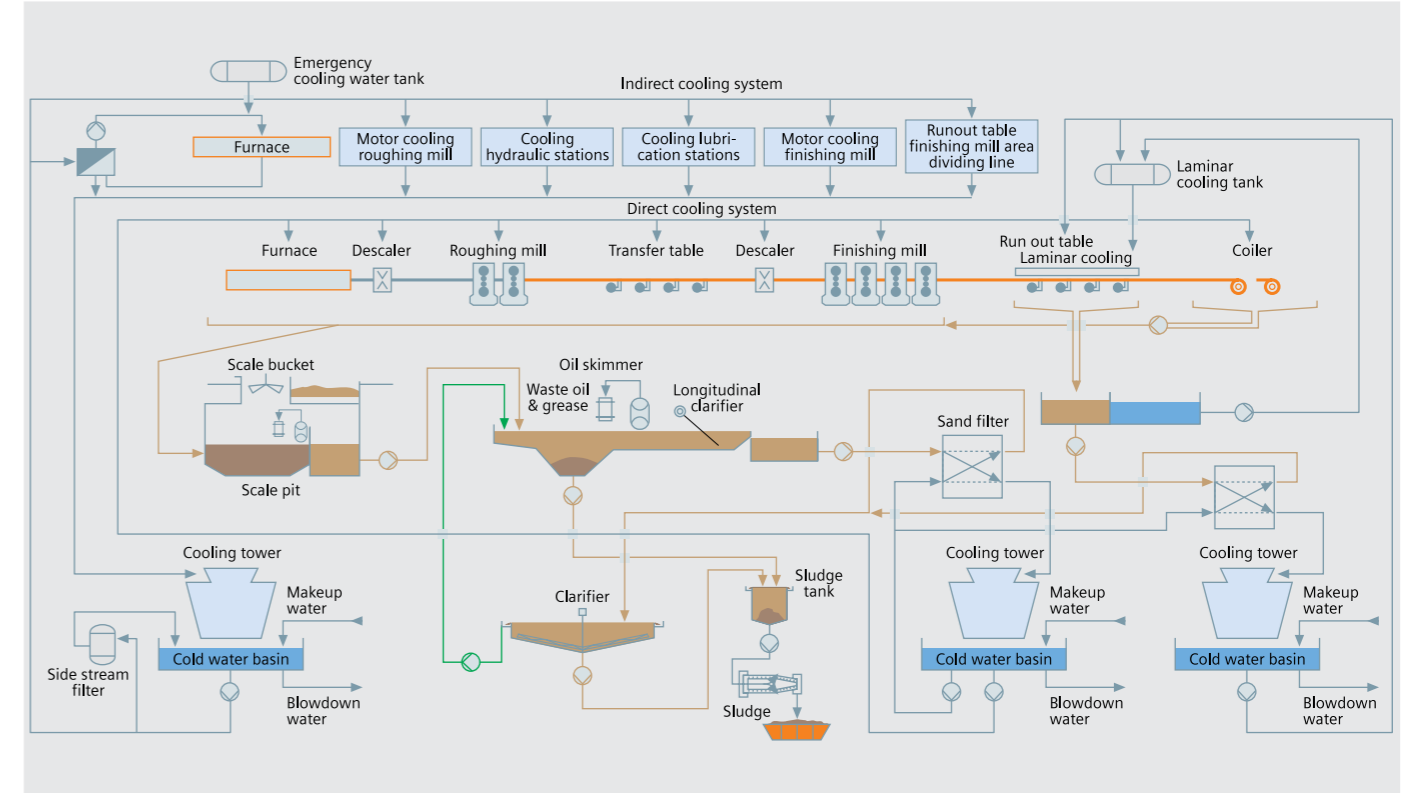 Emergency
cooling water tank
Indirect cooling system
Furnace
Motor cooling
roughing mill
Cooling
hydraulic stations
Cooling lubri-
cation stations
Motor cooling
finishing mill
Runout table
finishing mill area
dividing line
Laminar
cooling tank
Direct cooling system
Furnace
Descaler
Roughing mill
Transfer table
Descaler
Finishing mill
Run out table
Laminar cooling
Coiler
Scale bucket
Scale pit
Oil skimmer
Waste oil
& grease
Longitudinal
clarifier
Sand filter
Cooling tower
Makeup
water
Cold water basin
Side stream
filter
Blowdown
water
Clarifier
Sludge
tank
Sludge
Cooling tower
Makeup
water
Cold water basin
Blowdown
water
Cooling tower
Makeup
water
Cold water basin
Blowdown
water